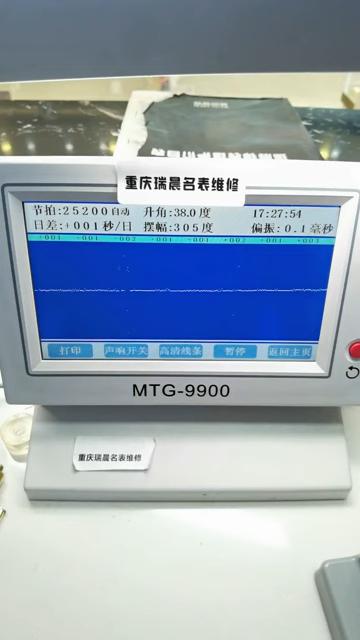 重庆瑞晨名表维修
节拍:25200自动 升角:38.0度 17:27:54
日差:+001秒/日 摆幅:305度 偏振:0.1毫秒
+001 -001 -002 +001 -001 +002 +001 +003
打印 声响开关 高清线条 暂停 返回主页
MTG-9900
重庆瑞晨名表维修